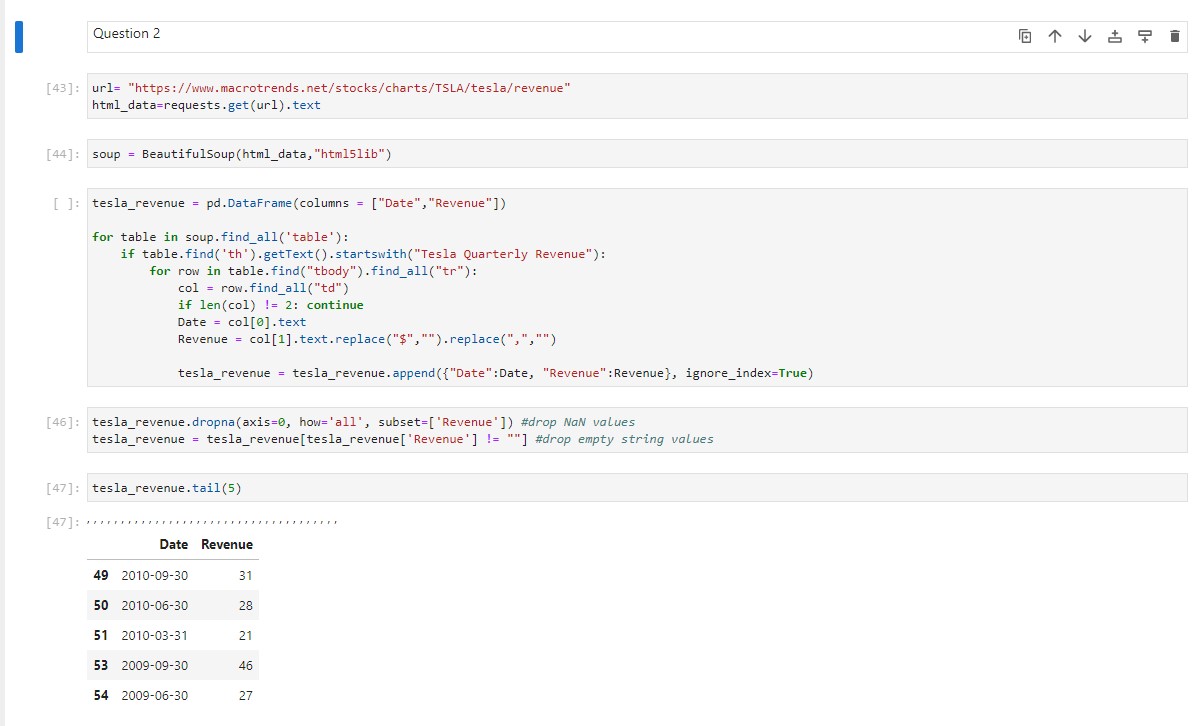 Question 2
[43]: url= "https://www.macrotrends.net/stocks/charts/TSLA/tesla/revenue"
html_data=requests.get(url).text
[44]: soup = BeautifulSoup(html_data,"html5lib")
[ ]: tesla_revenue = pd.DataFrame(columns = ["Date","Revenue"])
for table in soup.find_all('table'):
    if table.find('th').getText().startswith("Tesla Quarterly Revenue"):
        for row in table.find("tbody").find_all("tr"):
            col = row.find_all("td")
            if len(col) != 2: continue
            Date = col[0].text
            Revenue = col[1].text.replace("$","").replace(",","")
            tesla_revenue = tesla_revenue.append({"Date":Date, "Revenue":Revenue}, ignore_index=True)
[46]: tesla_revenue.dropna(axis=0, how='all', subset=['Revenue']) #drop NaN values
tesla_revenue = tesla_revenue[tesla_revenue['Revenue'] != ""] #drop empty string values
[47]: tesla_revenue.tail(5)
[47]: ,,,,,,,,,,,,,,,,,,,,,,,,,,,,,,,,,,,,,
Date Revenue
49 2010-09-30 31
50 2010-06-30 28
51 2010-03-31 21
53 2009-09-30 46
54 2009-06-30 27